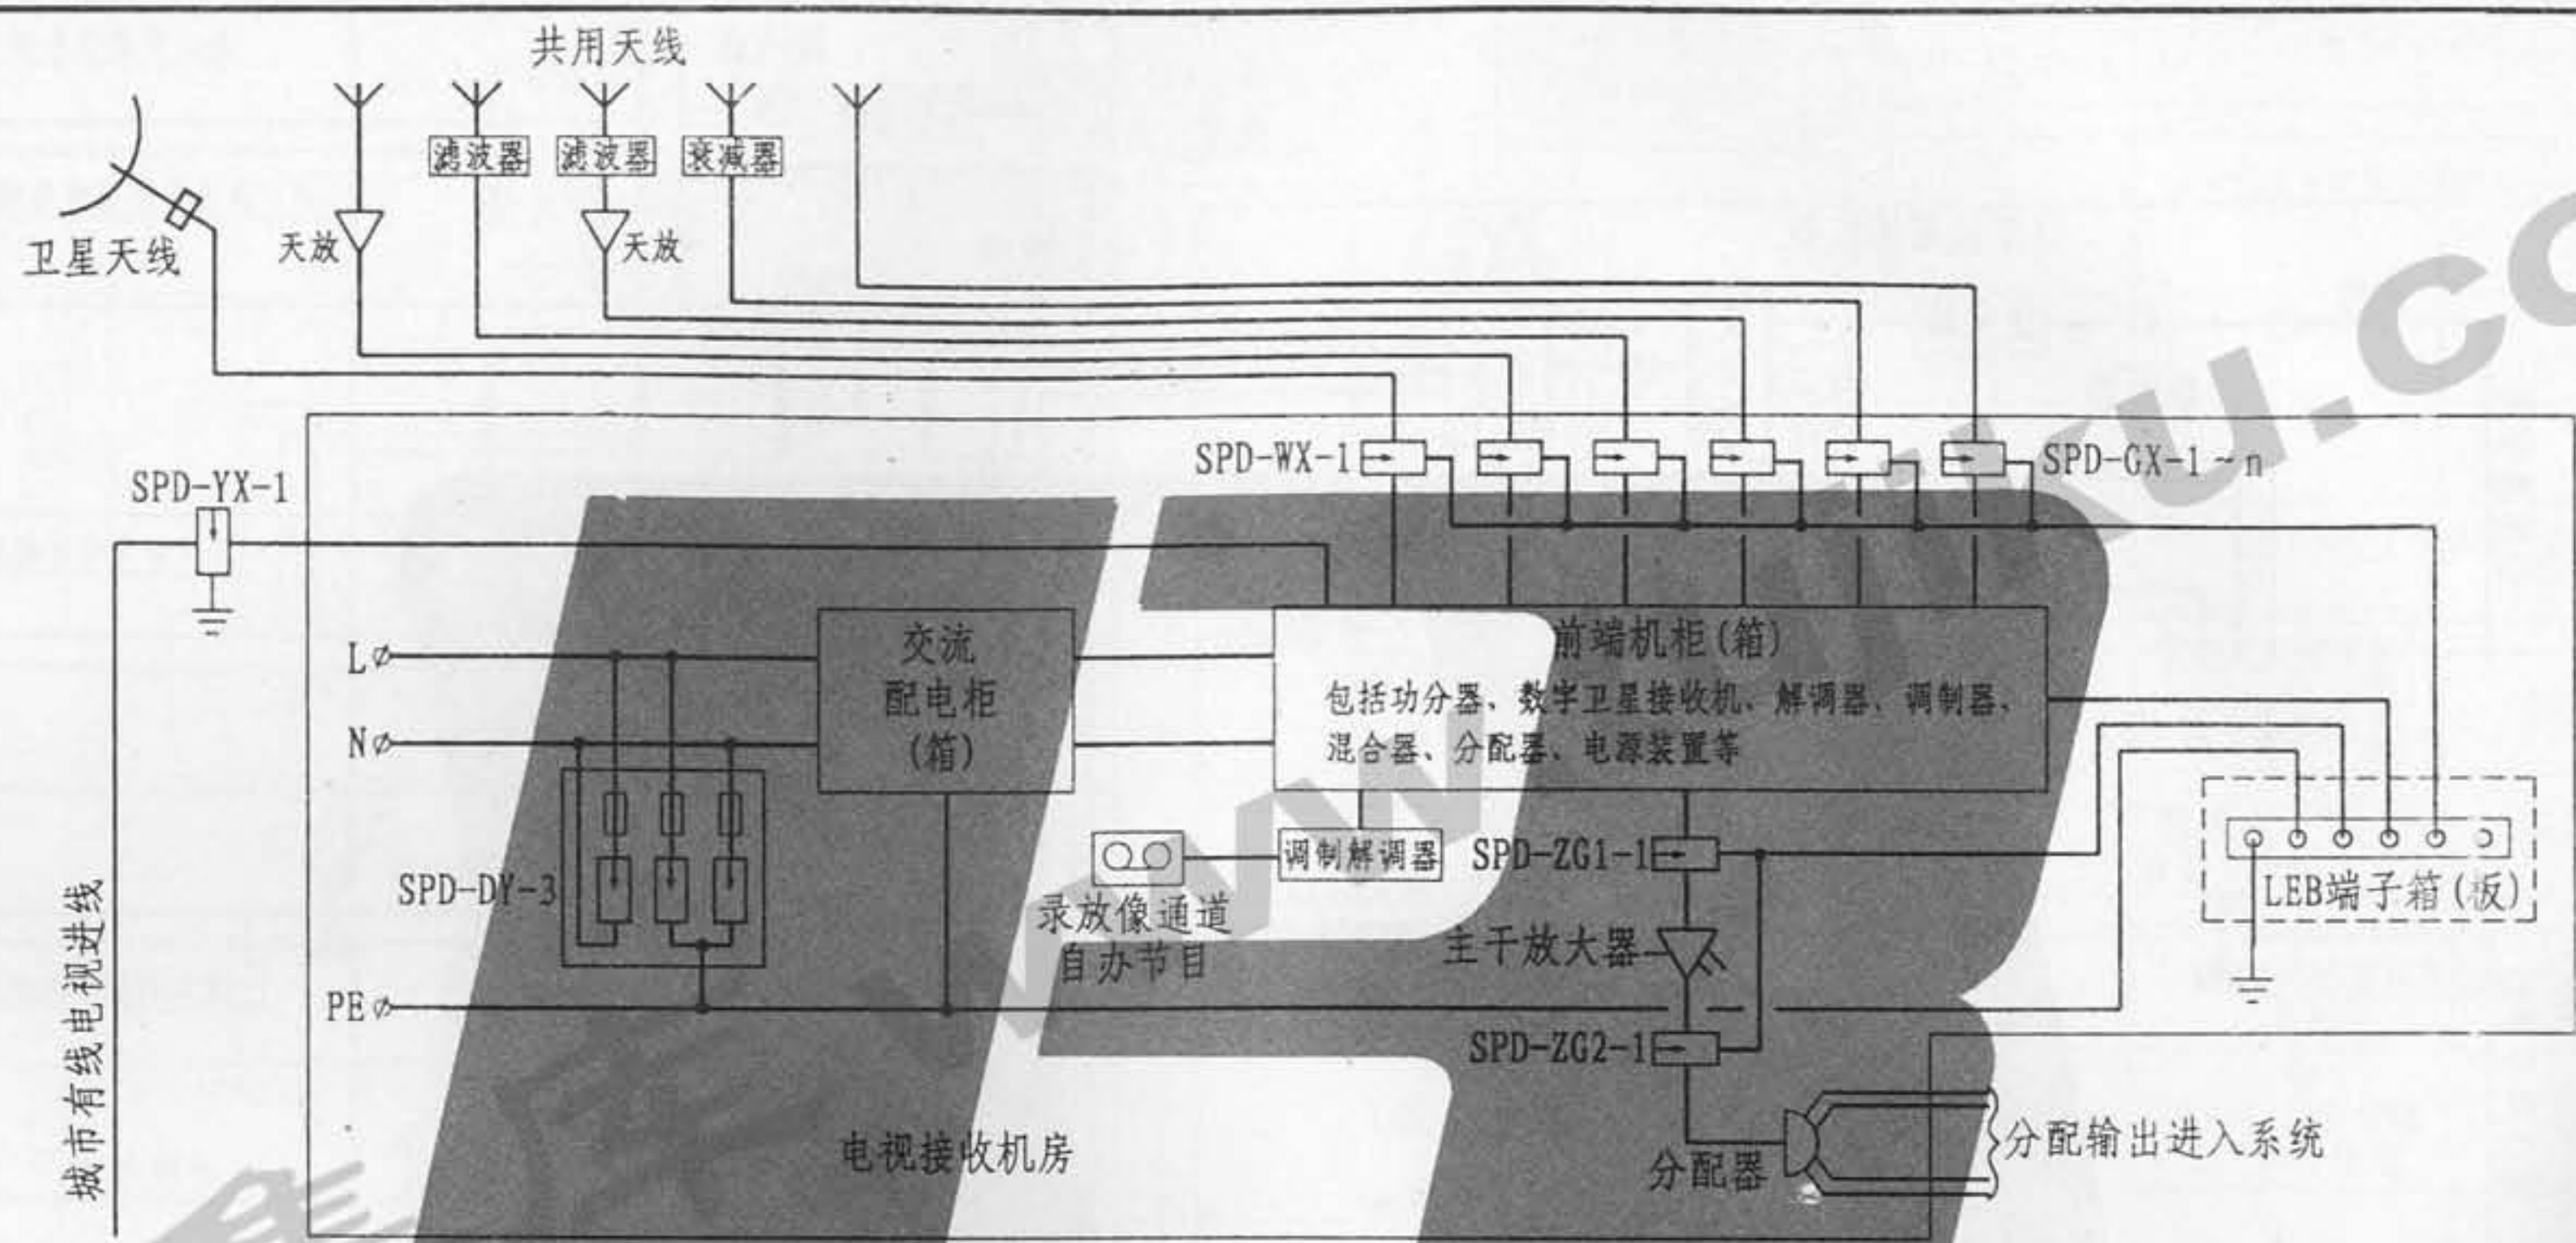 共用天线
滤波器
滤波器
衰减器
卫星天线
天放
天放
SPD-YX-1
SPD-WX-1
SPD-GX-1~n
城市有线电视进线
L
N
PE
交流
配电柜
(箱)
前端机柜(箱)
包括功分器、数字卫星接收机、解调器、调制器、
混合器、分配器、电源装置等
SPD-DY-3
录放像通道
自办节目
调制解调器
SPD-ZG1-1
主干放大器
SPD-ZG2-1
LEB端子箱(板)
电视接收机房
分配器
分配输出进入系统